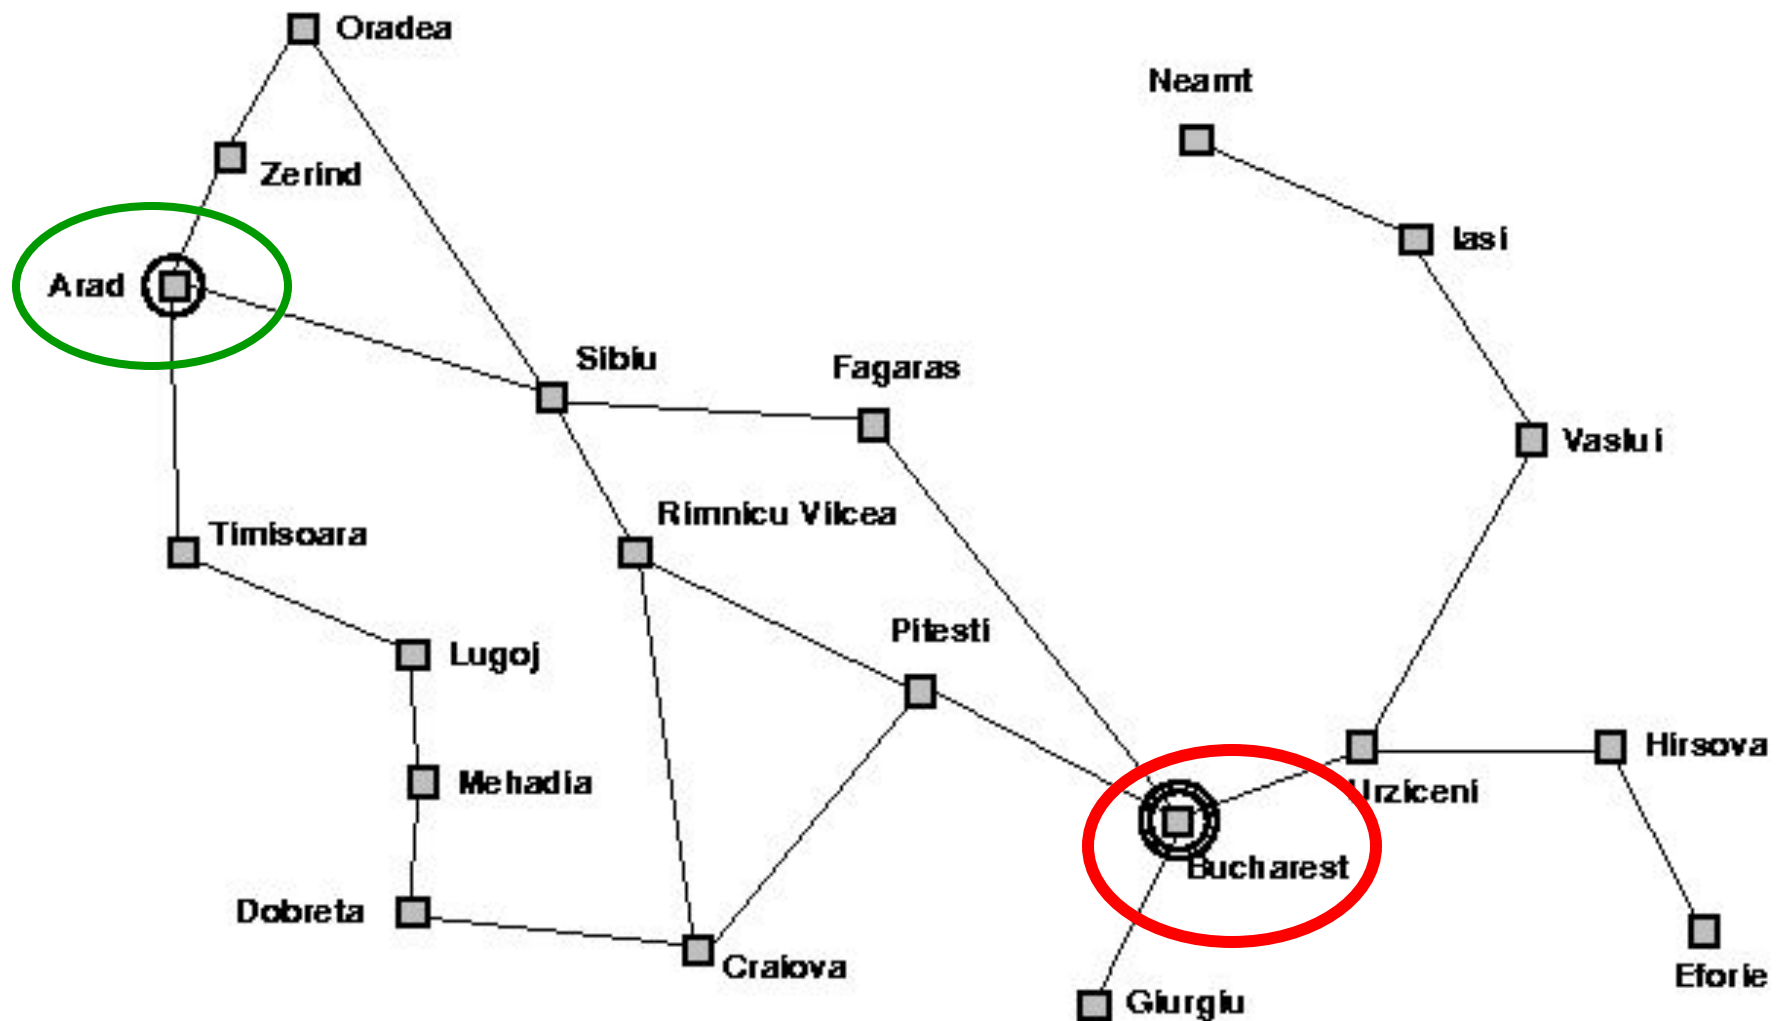 Oradea
Neamt
Zerind
Iasi
Arad
Sibiu
Fagaras
Vaslui
Rimnicu Vilcea
Timisoara
Pitesti
Lugoj
Hirsova
Mehadia
Urziceni
Bucharest
Dobreta
Craiova
Eforie
Giurgiu